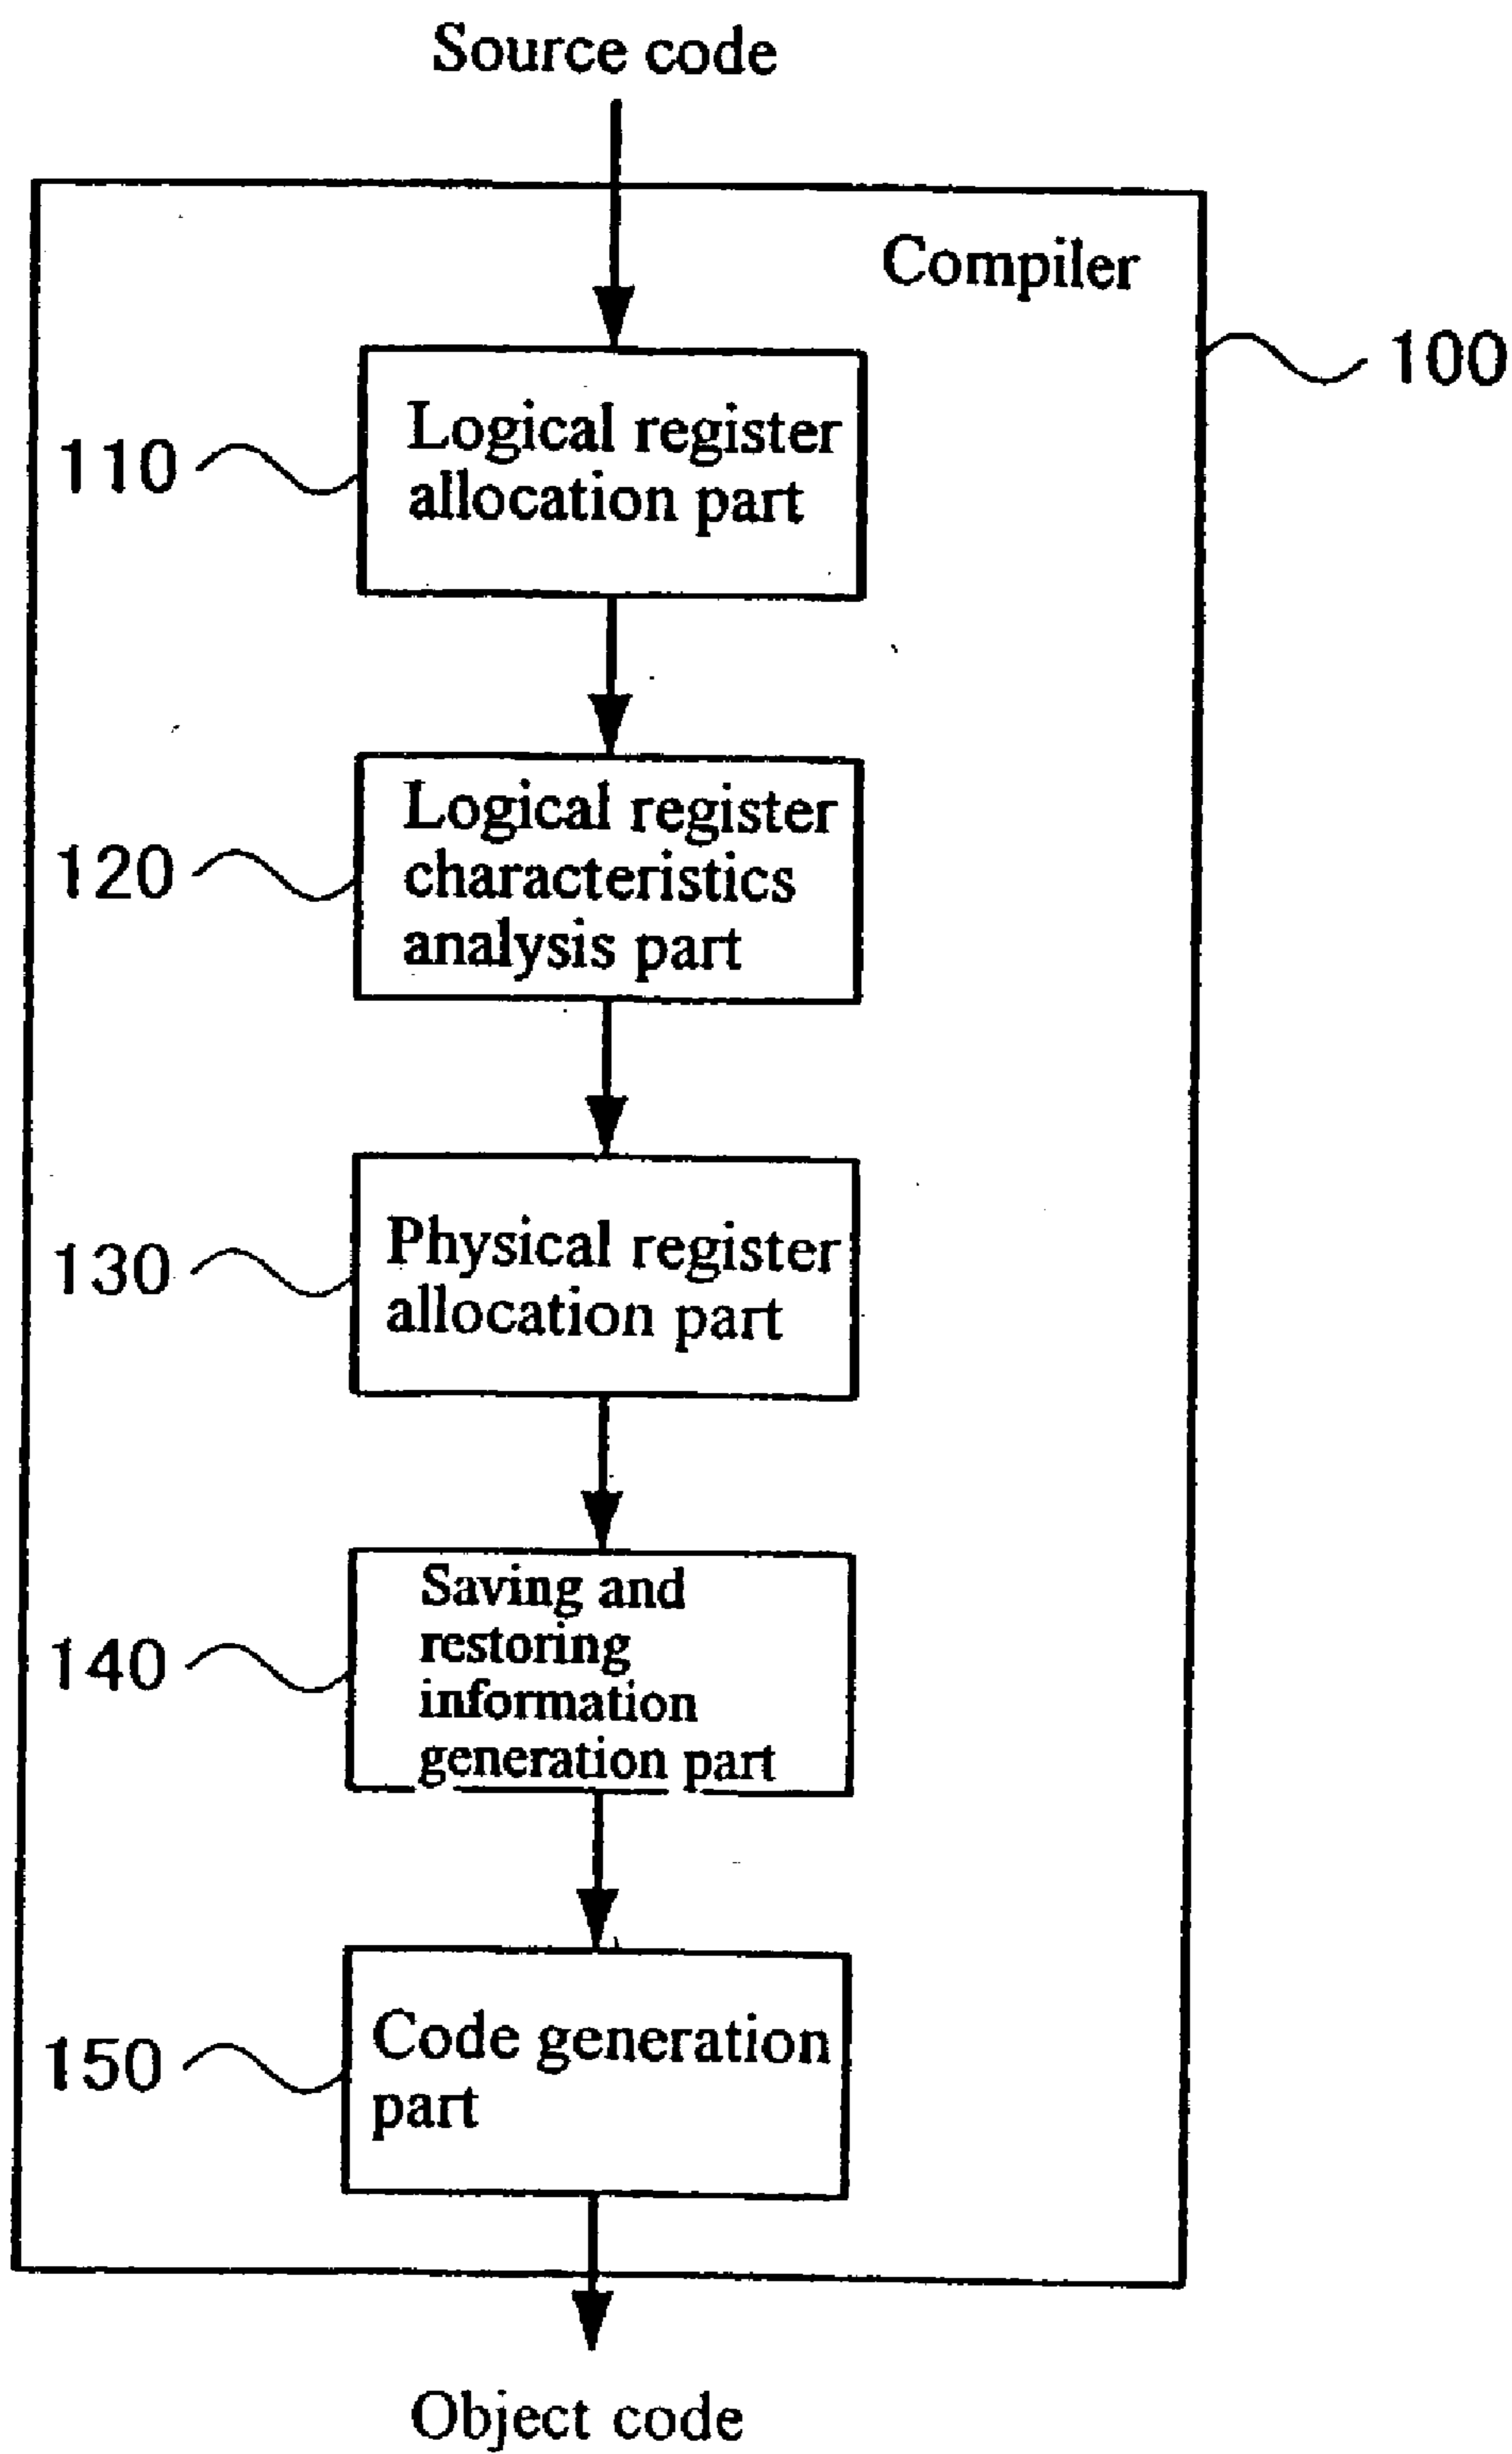 Source code
Compiler
100
110
Logical register
allocation part
120
Logical register
characteristics
analysis part
130
Physical register
allocation part
140
Saving and
restoring
information
generation part
150
Code generation
part
Object code